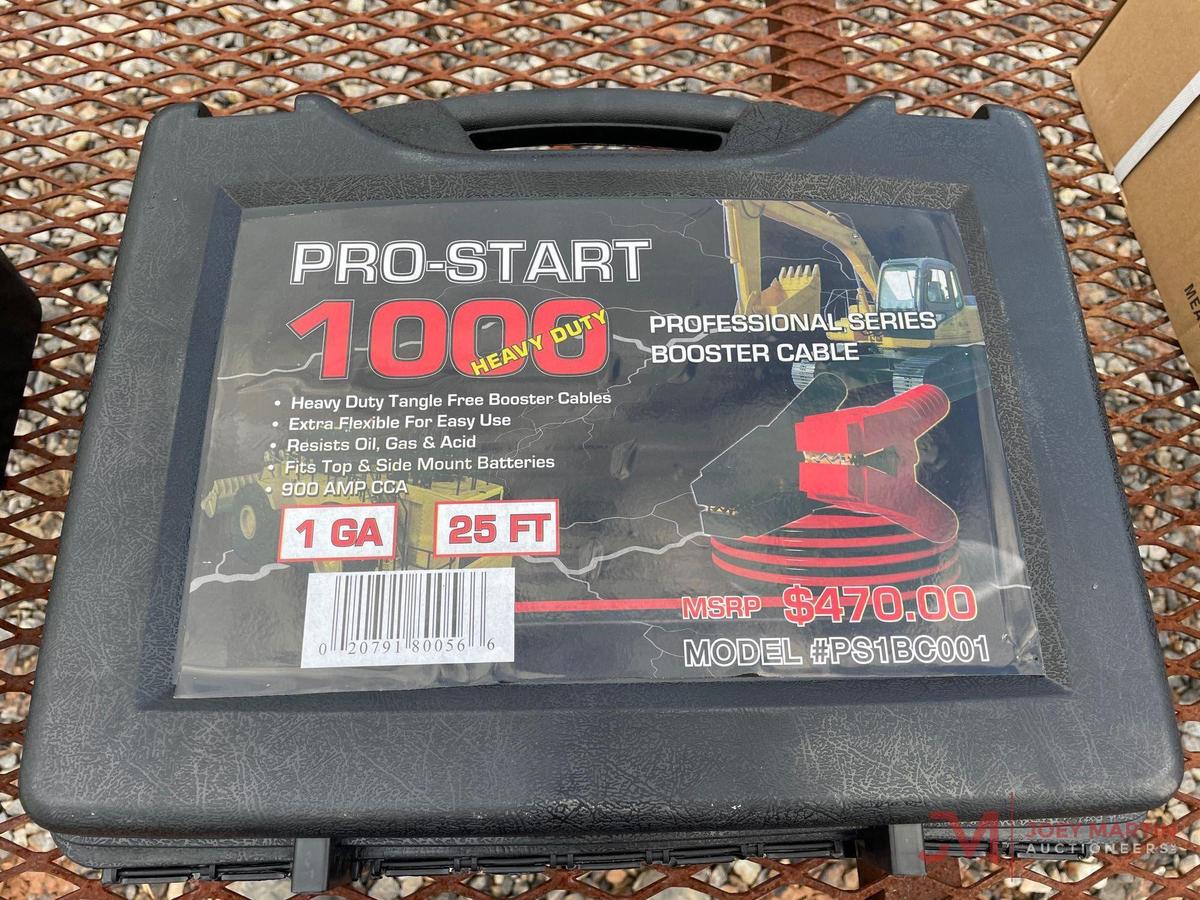 PRO-START
1000
HEAVY DUTY
PROFESSIONAL SERIES
BOOSTER CABLE
• Heavy Duty Tangle Free Booster Cables
• Extra Flexible For Easy Use
• Resists Oil, Gas & Acid
• Fits Top & Side Mount Batteries
• 900 AMP CCA
1 GA
25 FT
0 20791 80056 6
MSRP $470.00
MODEL #PS1BC001
JM JOEY MARTIN
AUCTIONEERS